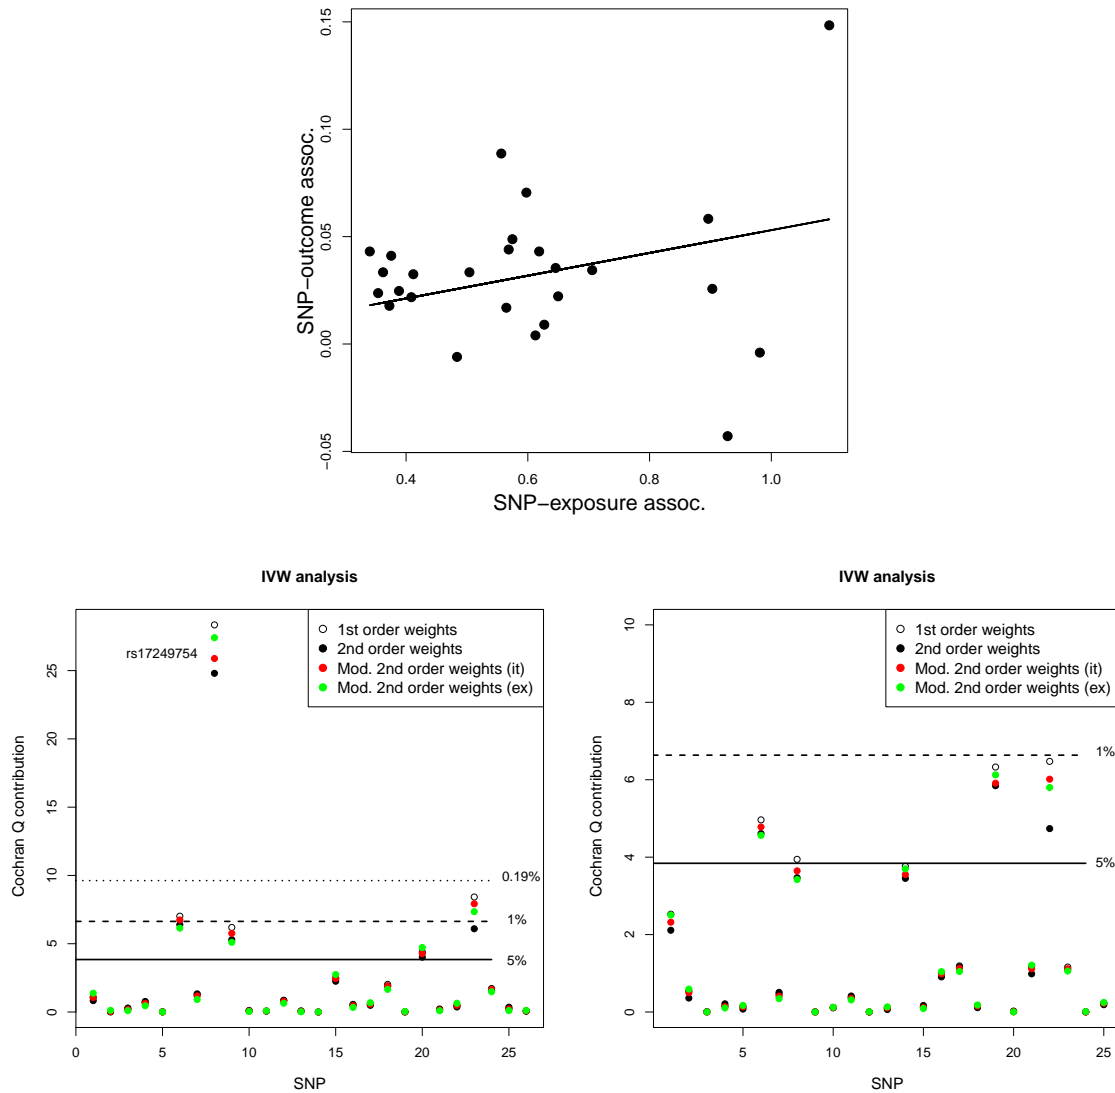 0.15
0.10
0.05
0.00
−0.05
SNP−outcome assoc.
0.4 0.6 0.8 1.0
SNP−exposure assoc.
IVW analysis
1st order weights
2nd order weights
Mod. 2nd order weights (it)
Mod. 2nd order weights (ex)
rs17249754
25
20
15
10
5
0
Cochran Q contribution
0.19%
1%
5%
0 5 10 15 20 25
SNP
IVW analysis
1st order weights
2nd order weights
Mod. 2nd order weights (it)
Mod. 2nd order weights (ex)
10
8
6
4
2
0
Cochran Q contribution
1%
5%
5 10 15 20 25
SNP